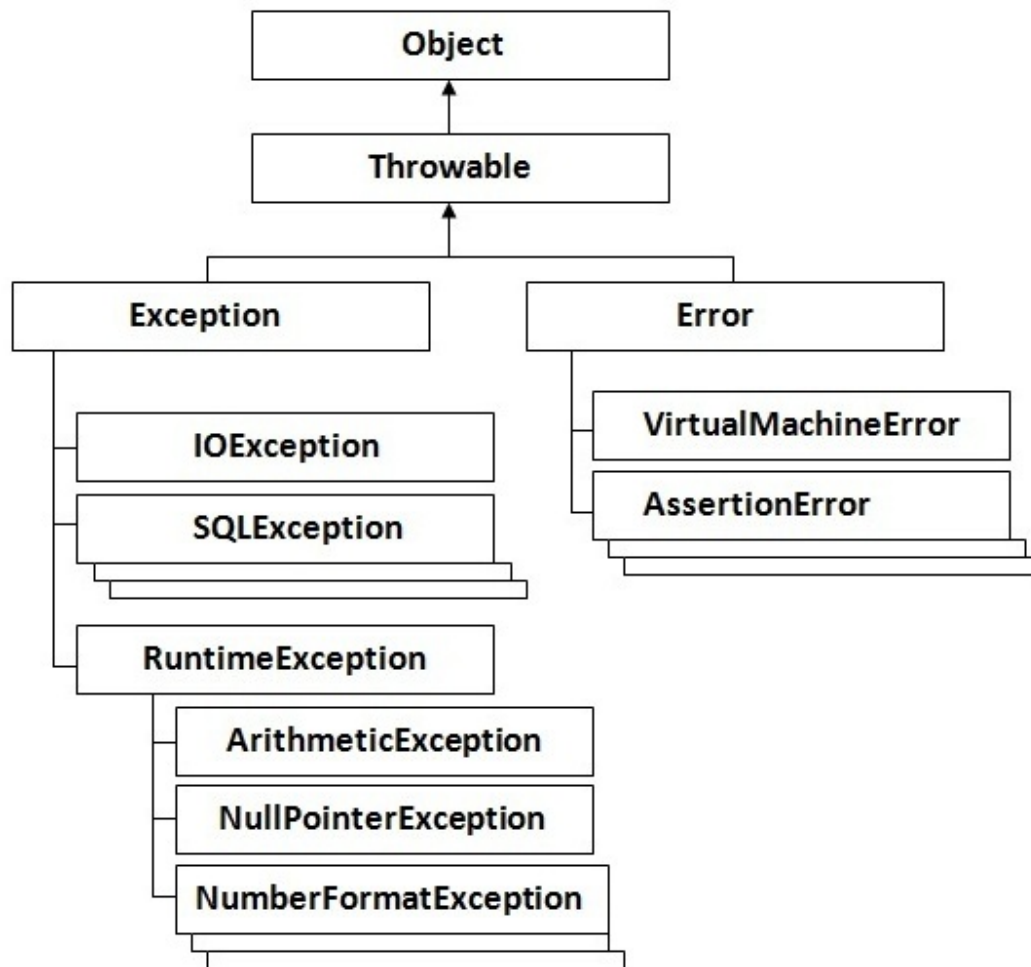 Object
Throwable
Exception
Error
IOException
SQLException
RuntimeException
ArithmeticException
NullPointerException
NumberFormatException
VirtualMachineError
AssertionError